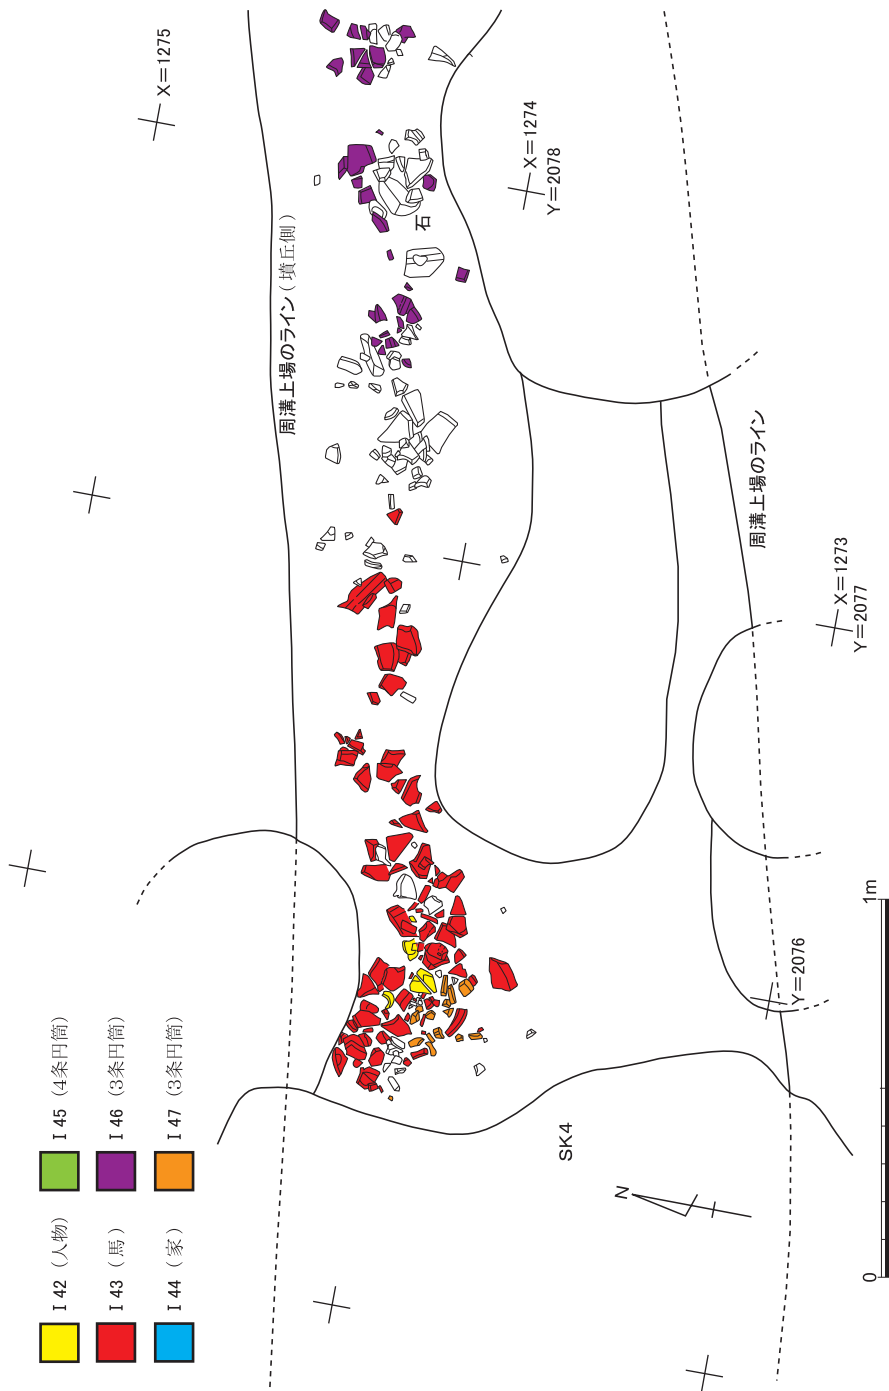 I 42 (人物)
I 43 (馬)
I 44 (家)
I 45 (4条円筒)
I 46 (3条円筒)
I 47 (3条円筒)
X=1275
周溝上場のライン(墳丘側)
石
X=1274
Y=2078
周溝上場のライン
X=1273
Y=2077
Y=2076
SK4
N
0
1m